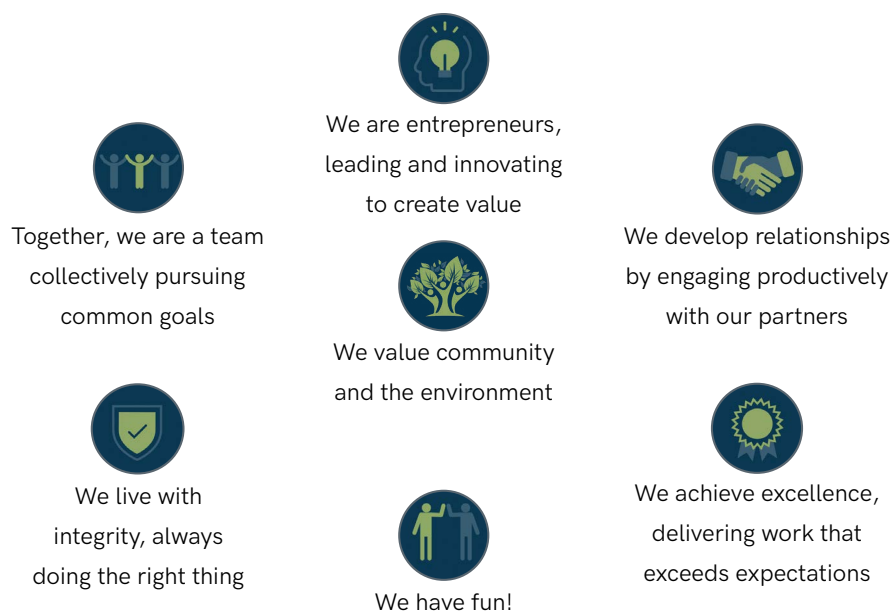 We are entrepreneurs,
leading and innovating
to create value
Together, we are a team
collectively pursuing
common goals
We develop relationships
by engaging productively
with our partners
We value community
and the environment
We live with
integrity, always
doing the right thing
We achieve excellence,
delivering work that
exceeds expectations
We have fun!